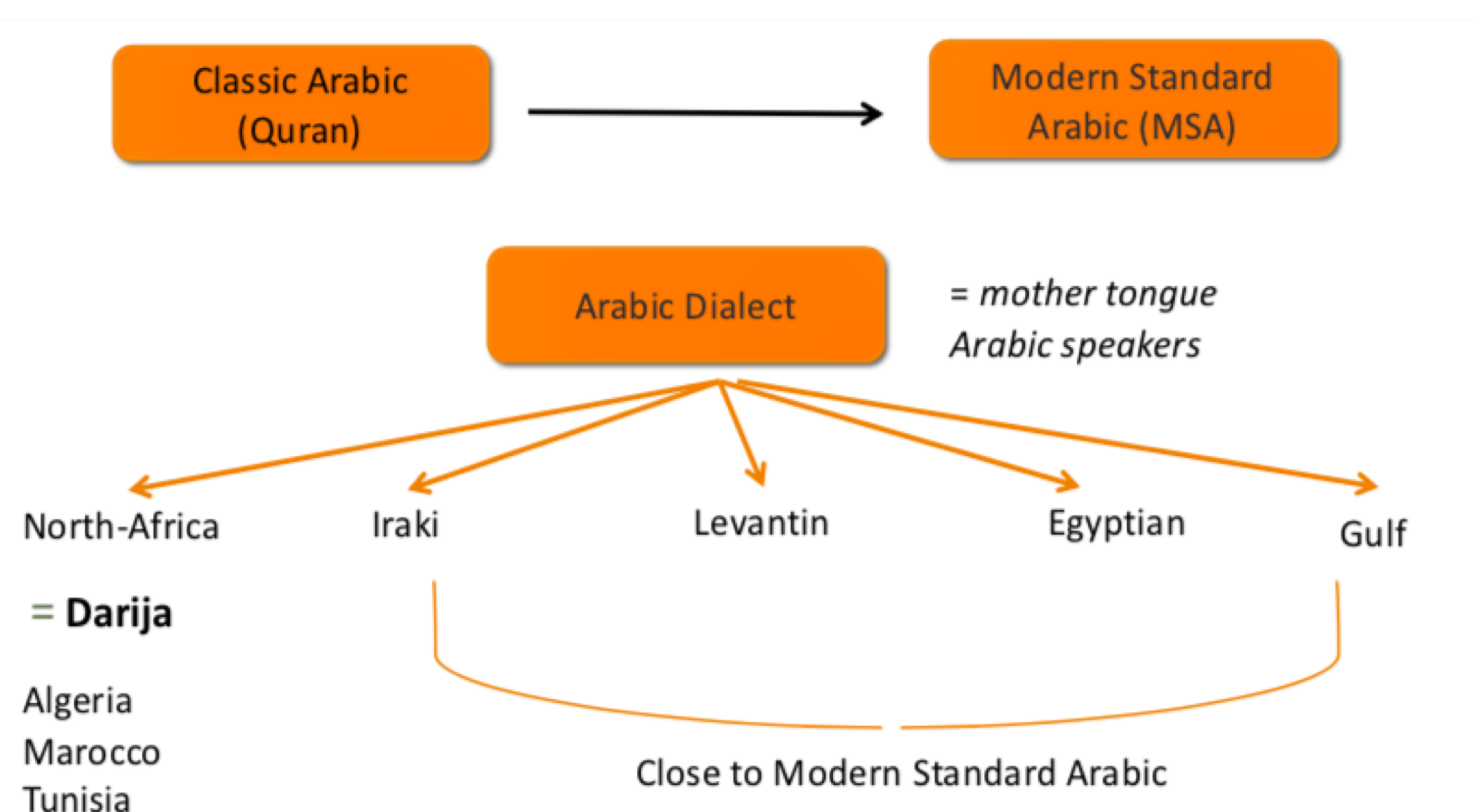 Classic Arabic
(Quran)
Modern Standard
Arabic (MSA)
Arabic Dialect
= mother tongue
Arabic speakers
North-Africa
Iraki
Levantin
Egyptian
Gulf
= Darija
Algeria
Marocco
Tunisia
Close to Modern Standard Arabic